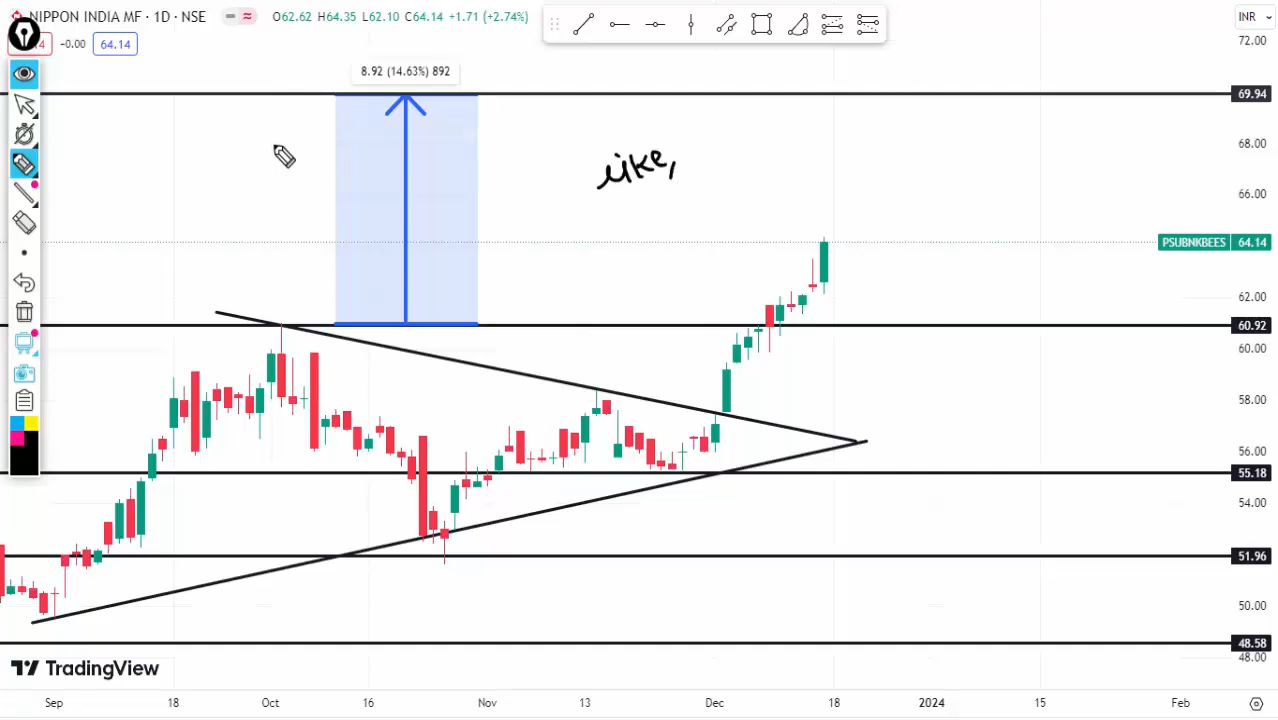 NIPPON INDIA MF · 1D · NSE O62.62 H64.35 L62.10 C64.14 +1.71 (+2.74%)
INR
-0.00 64.14
72.00
8.92 (14.63%) 892
69.94
68.00
like,
66.00
PSUBNKBEES 64.14
62.00
60.92
60.00
58.00
56.00
55.18
54.00
51.96
50.00
48.58
48.00
TradingView
Sep 18 Oct 16 Nov 13 Dec 18 2024 15 Feb